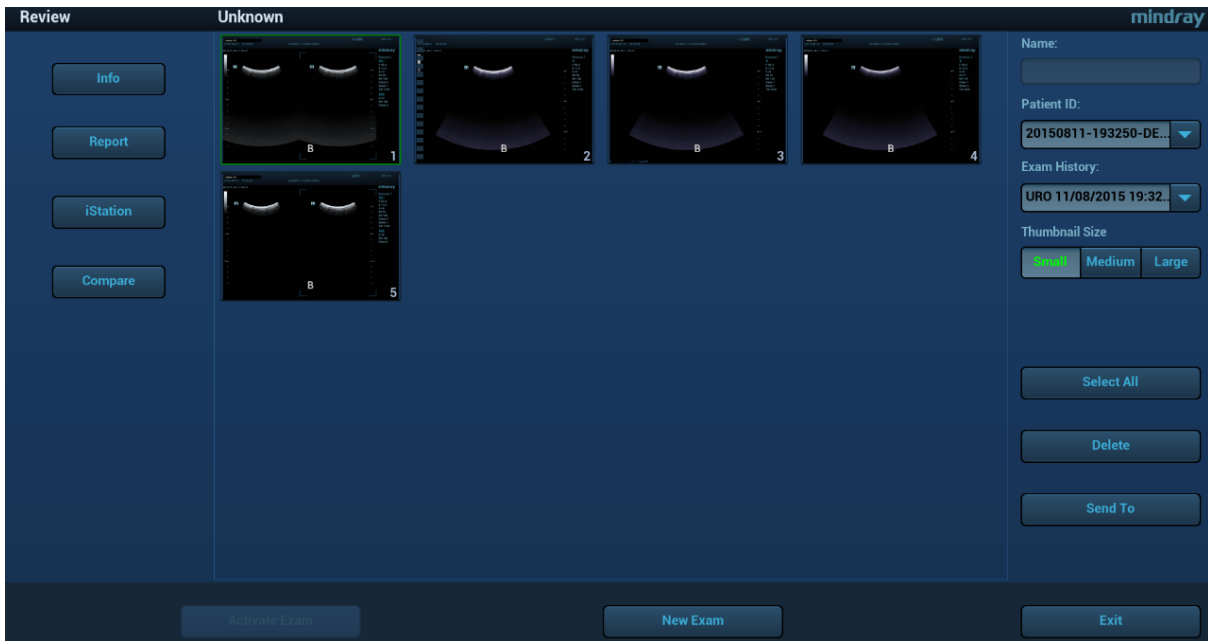 Review
Unknown
mindray
Info
Report
iStation
Compare
B
1
B
2
B
3
B
4
B
5
Name:
Patient ID:
20150811-193250-DE...
Exam History:
URO 11/08/2015 19:32..
Thumbnail Size
Small Medium Large
Select All
Delete
Send To
Activate Exam
New Exam
Exit